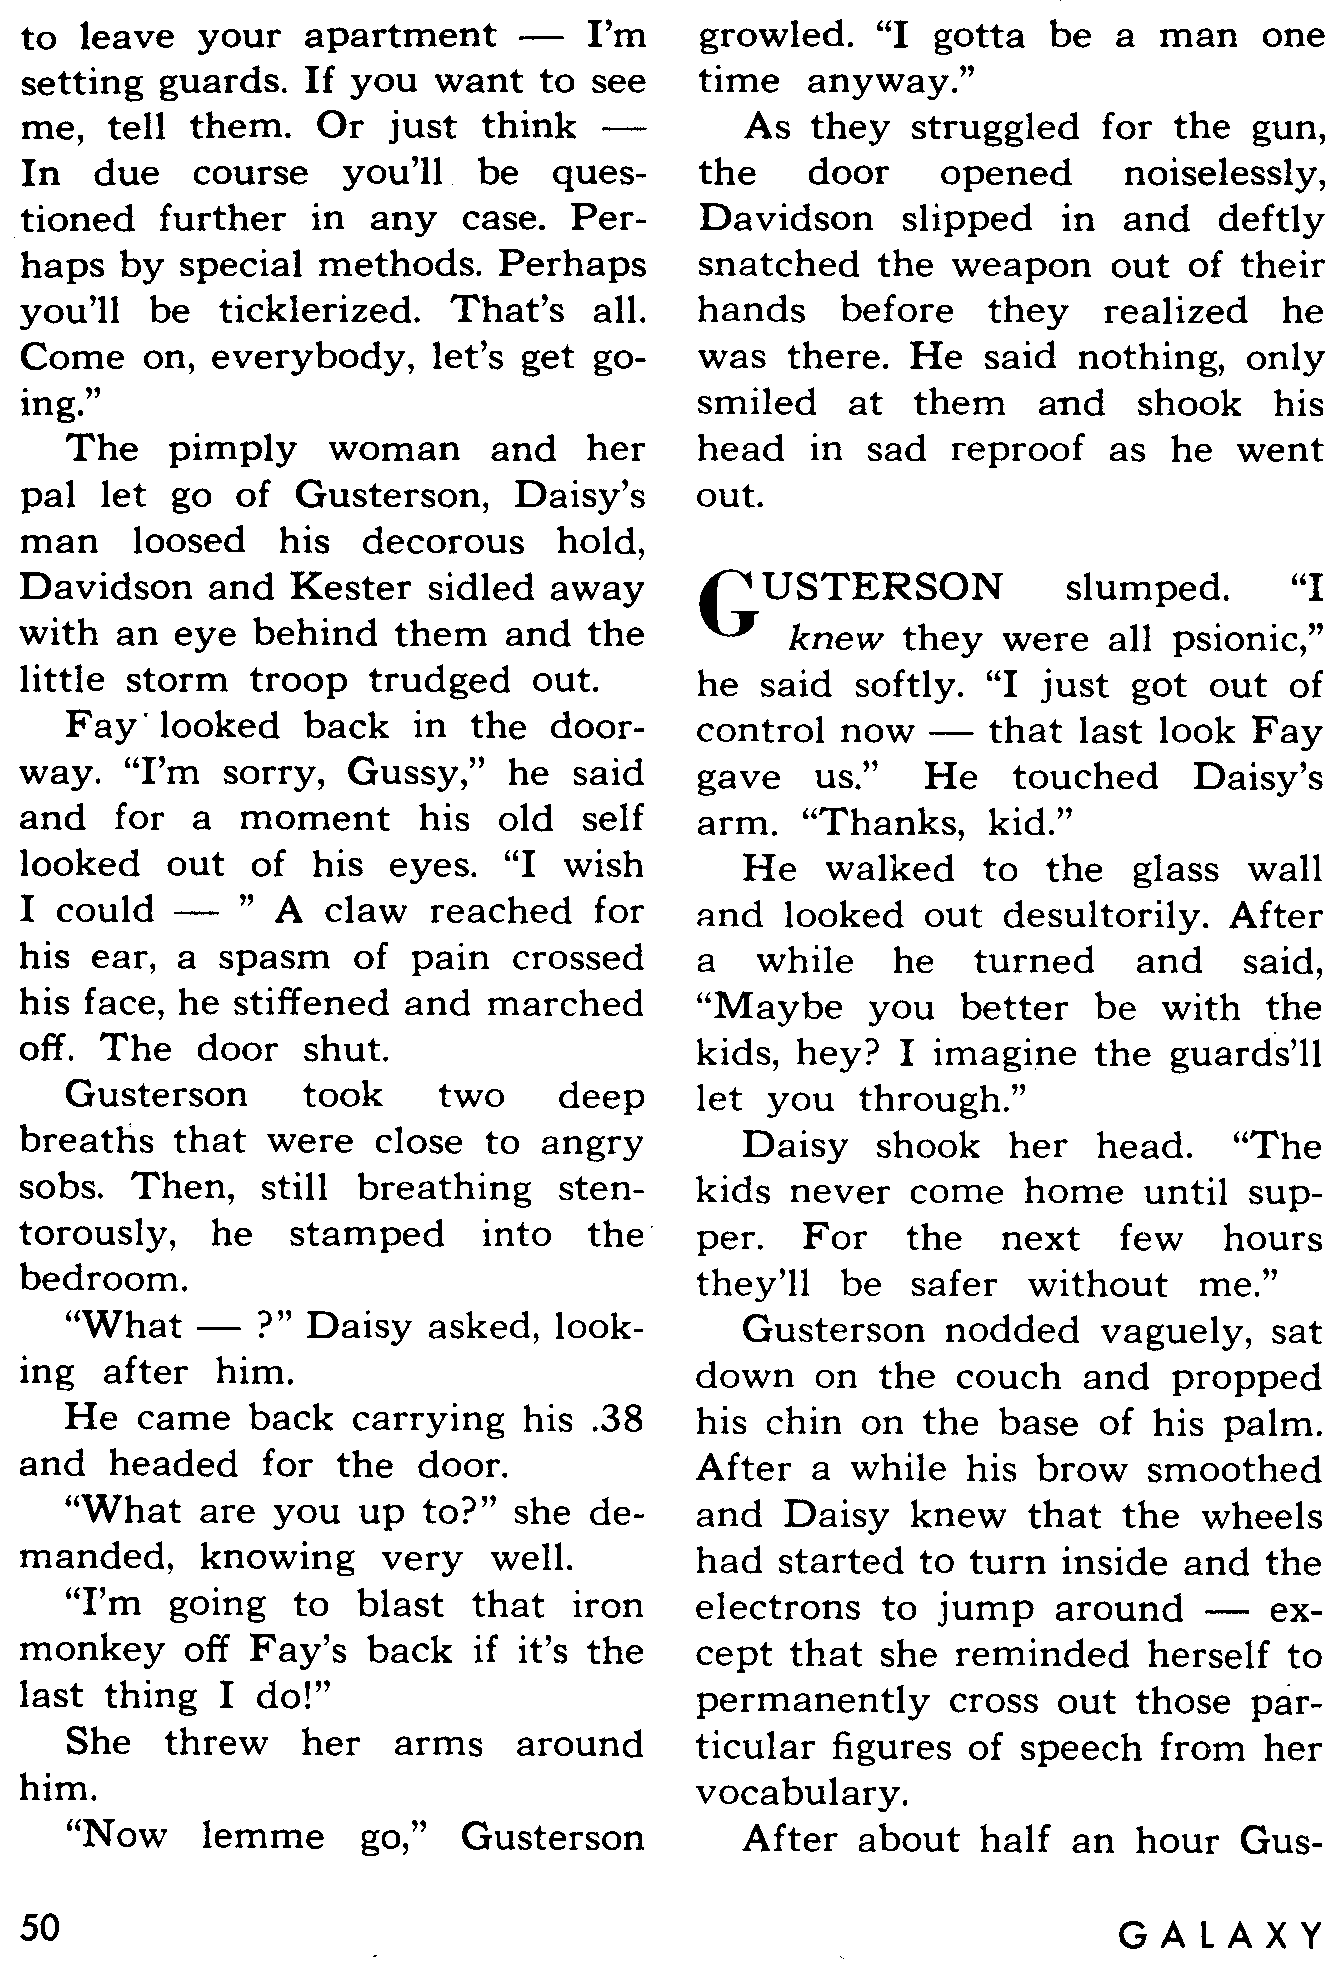 to leave your apartment — I'm
setting guards. If you want to see
me, tell them. Or just think —
In due course you'll be ques-
tioned further in any case. Per-
haps by special methods. Perhaps
you'll be ticklerized. That's all.
Come on, everybody, let's get go-
ing."
The pimply woman and her
pal let go of Gusterson, Daisy's
man loosed his decorous hold,
Davidson and Kester sidled away
with an eye behind them and the
little storm troop trudged out.
Fay looked back in the door-
way. "I'm sorry, Gussy," he said
and for a moment his old self
looked out of his eyes. "I wish
I could — " A claw reached for
his ear, a spasm of pain crossed
his face, he stiffened and marched
off. The door shut.
Gusterson took two deep
breaths that were close to angry
sobs. Then, still breathing sten-
torously, he stamped into the
bedroom.
"What — ?" Daisy asked, look-
ing after him.
He came back carrying his .38
and headed for the door.
"What are you up to?" she de-
manded, knowing very well.
"I'm going to blast that iron
monkey off Fay's back if it's the
last thing I do!"
She threw her arms around
him.
"Now lemme go," Gusterson
growled. "I gotta be a man one
time anyway."
As they struggled for the gun,
the door opened noiselessly,
Davidson slipped in and deftly
snatched the weapon out of their
hands before they realized he
was there. He said nothing, only
smiled at them and shook his
head in sad reproof as he went
out.
GUSTERSON slumped. "I
knew they were all psionic,"
he said softly. "I just got out of
control now — that last look Fay
gave us." He touched Daisy's
arm. "Thanks, kid."
He walked to the glass wall
and looked out desultorily. After
a while he turned and said,
"Maybe you better be with the
kids, hey? I imagine the guards'll
let you through."
Daisy shook her head. "The
kids never come home until sup-
per. For the next few hours
they'll be safer without me."
Gusterson nodded vaguely, sat
down on the couch and propped
his chin on the base of his palm.
After a while his brow smoothed
and Daisy knew that the wheels
had started to turn inside and the
electrons to jump around — ex-
cept that she reminded herself to
permanently cross out those par-
ticular figures of speech from her
vocabulary.
After about half an hour Gus-
50
GALAXY